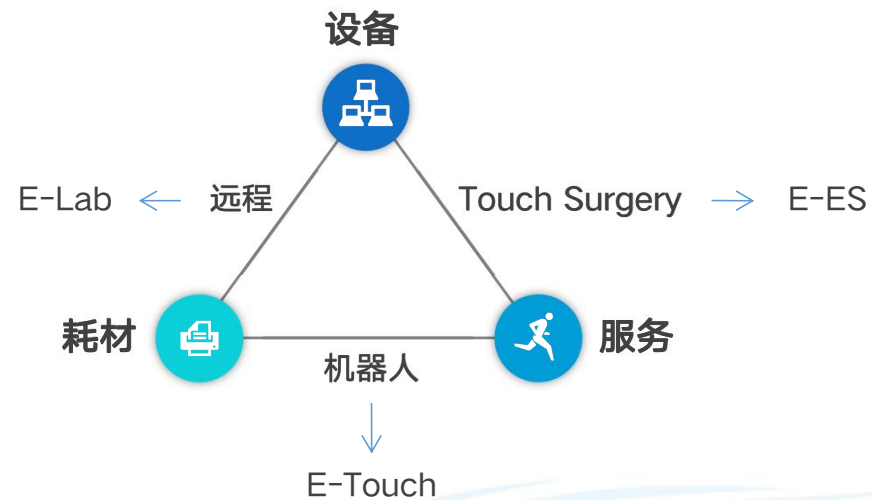 设备
E-Lab
远程
Touch Surgery
E-ES
耗材
服务
机器人
E-Touch